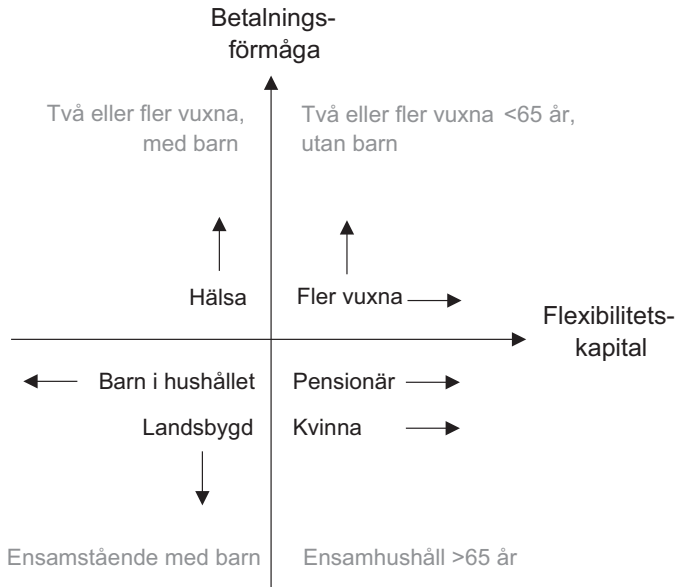 Betalnings-
förmåga
Två eller fler vuxna,
med barn
Två eller fler vuxna <65 år,
utan barn
Hälsa
Fler vuxna
Flexibilitets-
kapital
Barn i hushållet
Pensionär
Landsbygd
Kvinna
Ensamstående med barn
Ensamhushåll >65 år